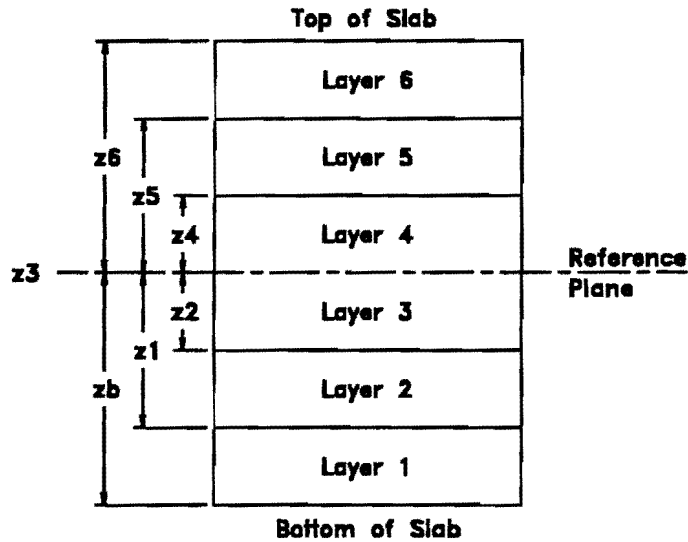 Top of Slab
Layer 6
z6
Layer 5
z5
z4
Layer 4
z3
Reference
Plane
z2
Layer 3
z1
zb
Layer 2
Layer 1
Bottom of Slab